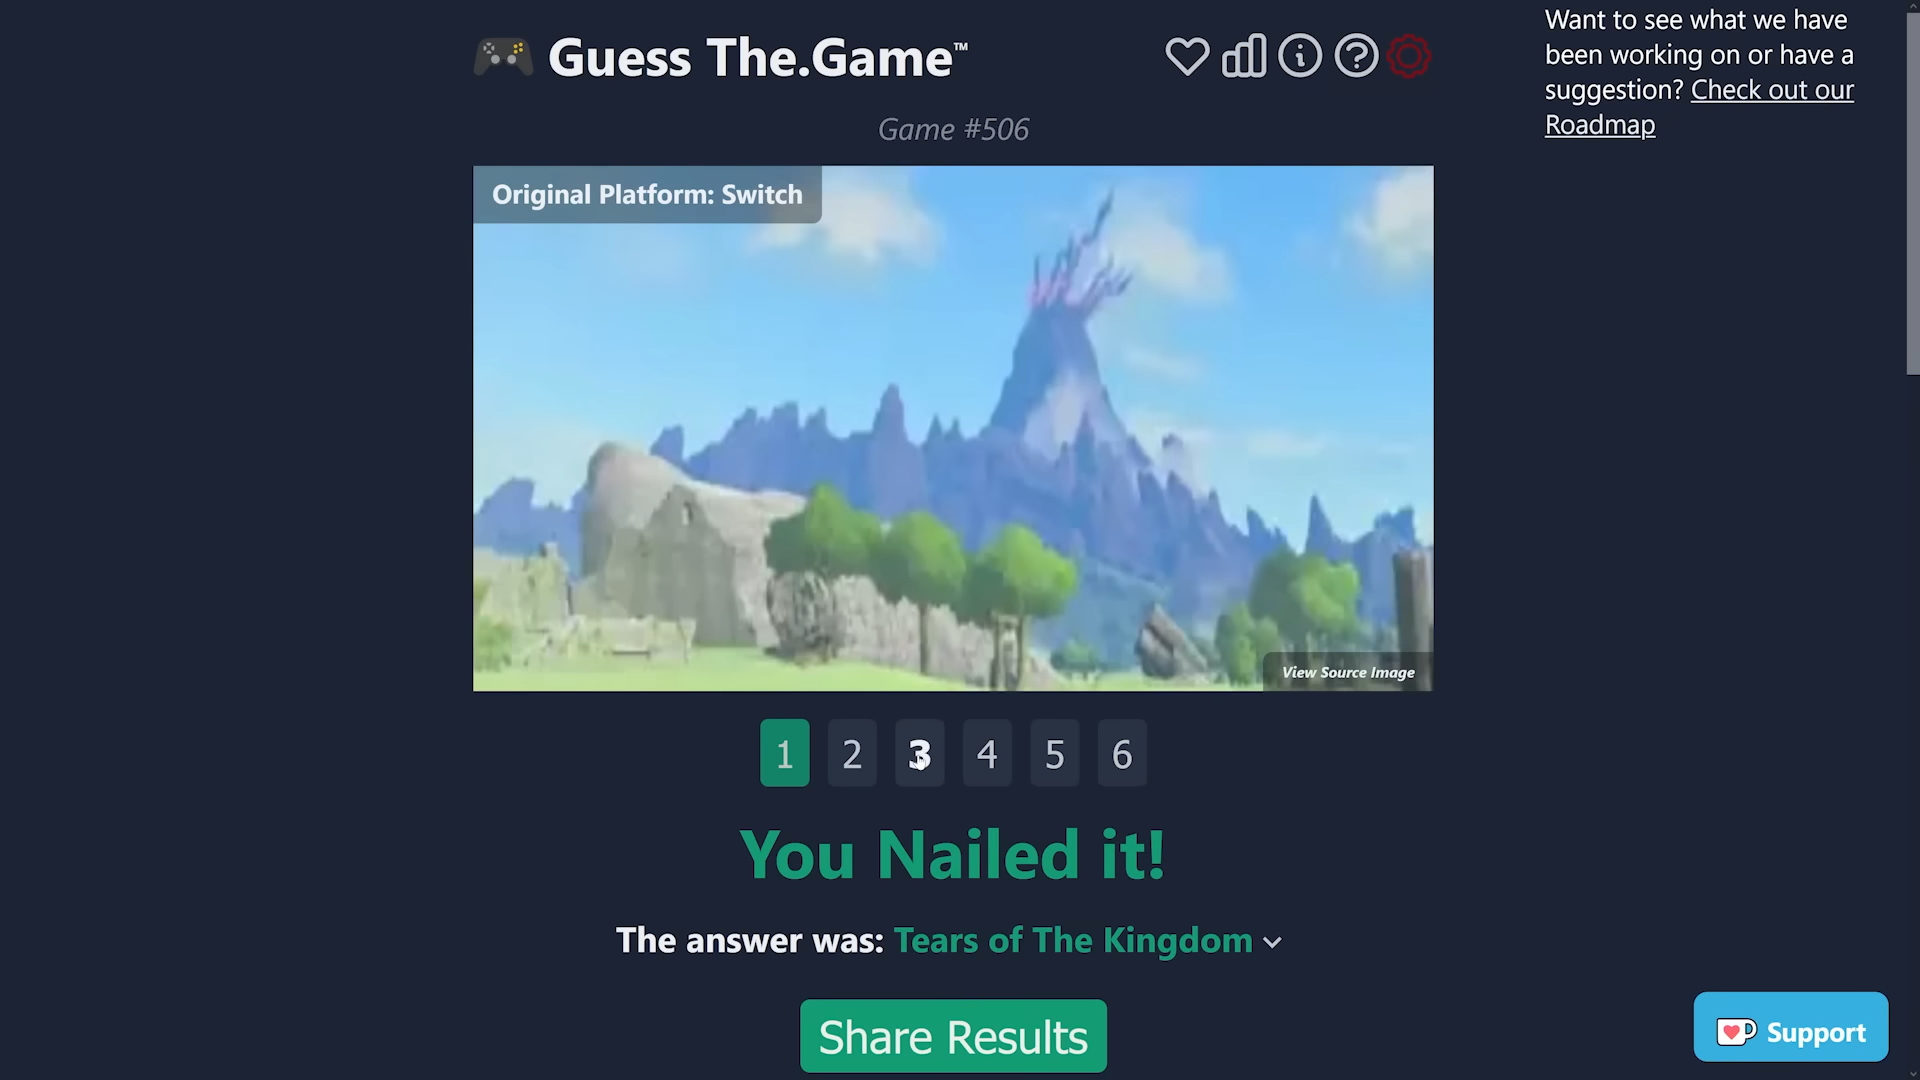 Guess The.Game™
Want to see what we have
been working on or have a
suggestion? Check out our
Roadmap
Game #506
Original Platform: Switch
View Source Image
1 2 3 4 5 6
You Nailed it!
The answer was: Tears of The Kingdom
Share Results
Support